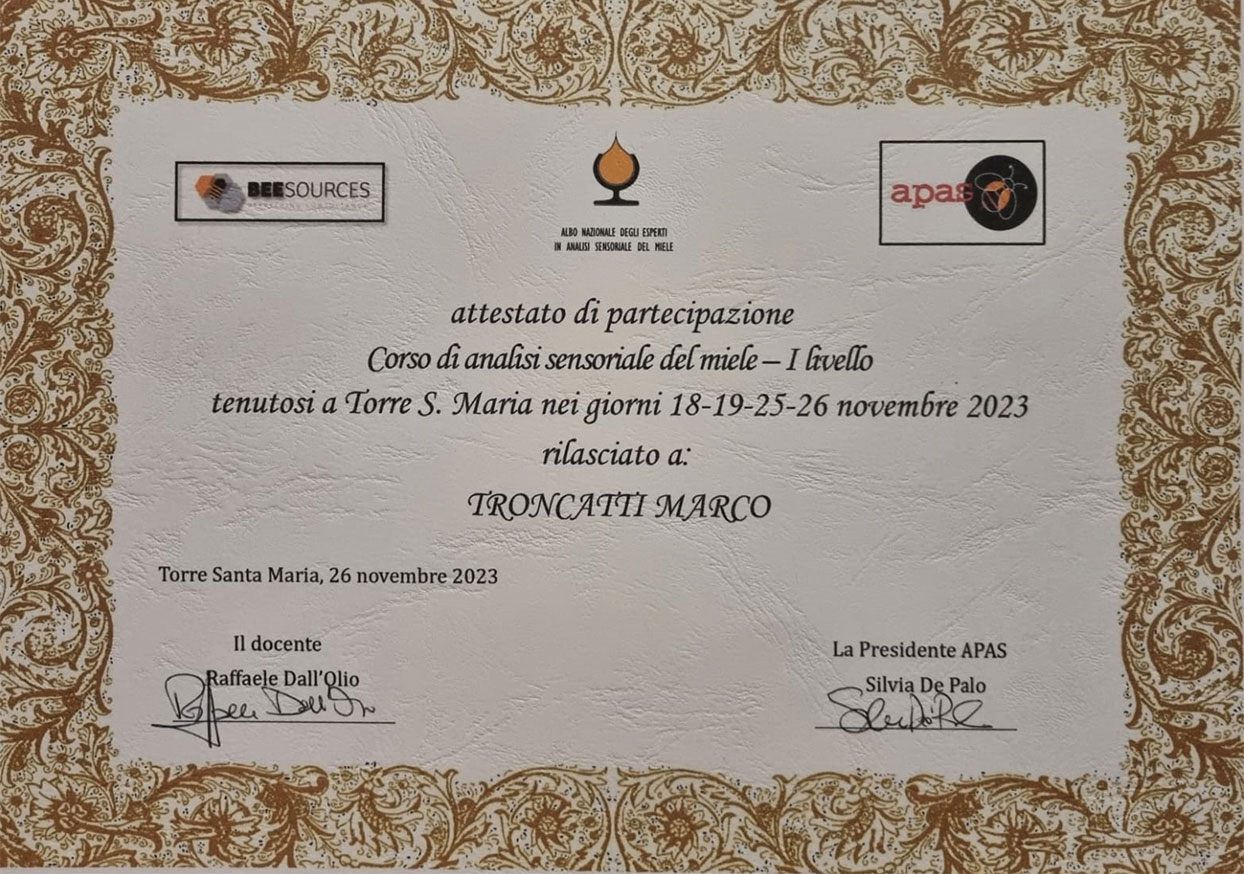 BEESOURCES
ALBO NAZIONALE DEGLI ESPERTI
IN ANALISI SENSORIALE DEL MIELE
apas
attestato di partecipazione
Corso di analisi sensoriale del miele – I livello
tenutosi a Torre S. Maria nei giorni 18-19-25-26 novembre 2023
rilasciato a:
TRONCATTI MARCO
Torre Santa Maria, 26 novembre 2023
Il docente
Raffaele Dall'Olio
La Presidente APAS
Silvia De Palo